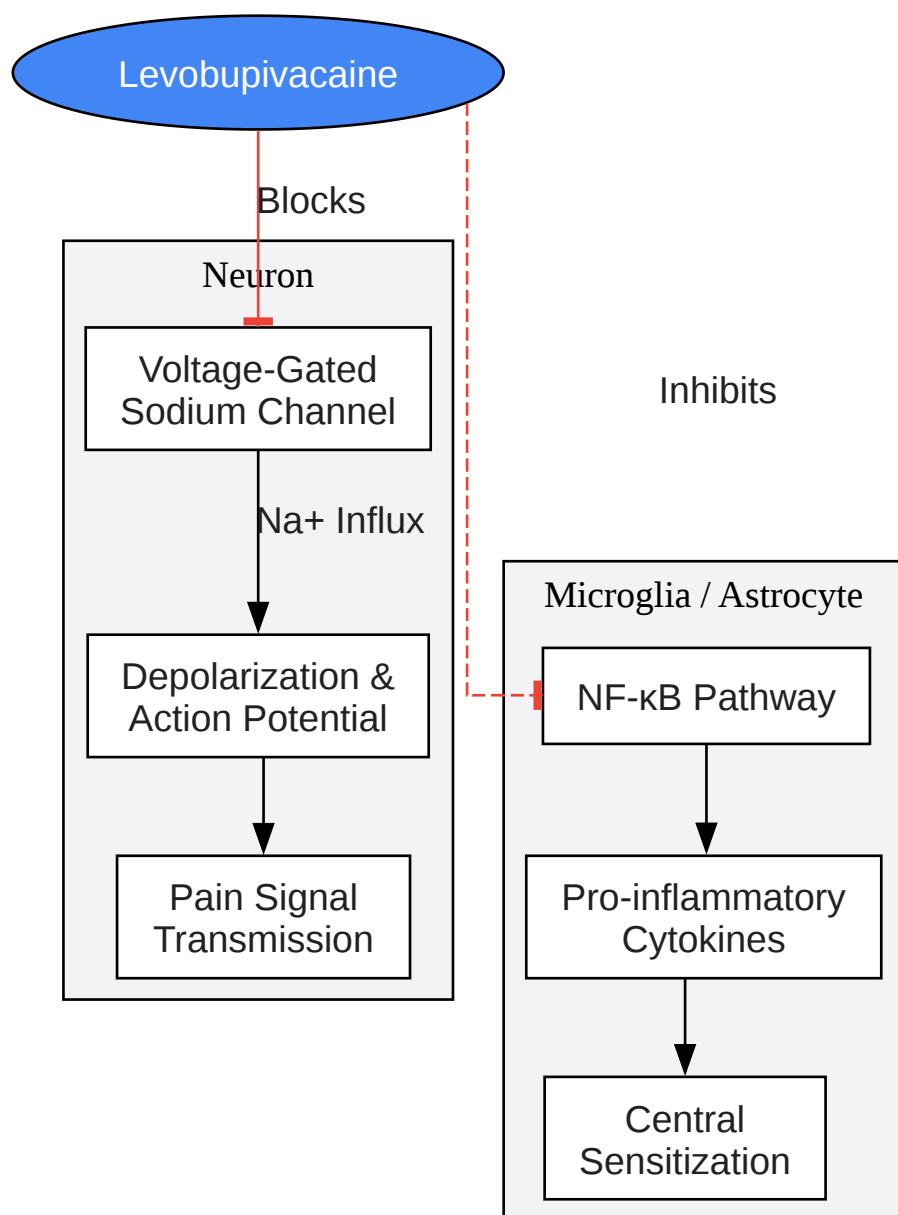 Levobupivacaine
Blocks
Neuron
Voltage-Gated
Sodium Channel
Inhibits
Na+ Influx
Depolarization &
Action Potential
Pain Signal
Transmission
Microglia / Astrocyte
NF-κB Pathway
Pro-inflammatory
Cytokines
Central
Sensitization